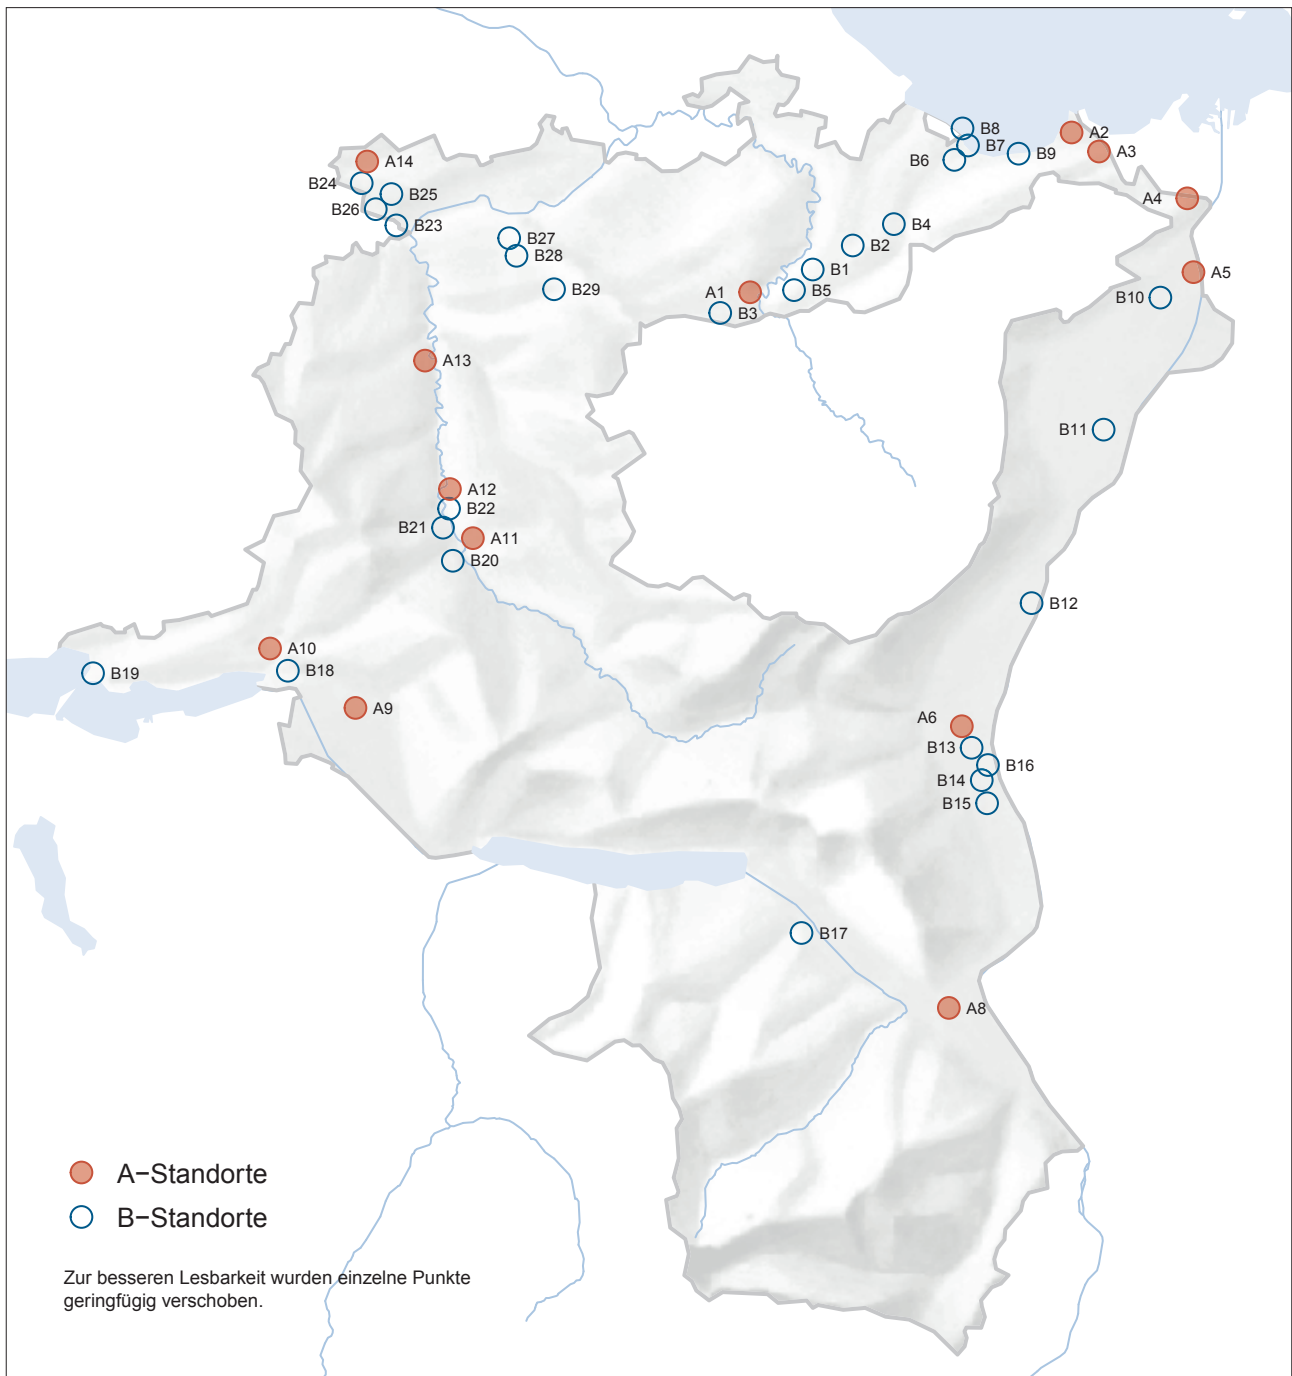 B8
A2
B7
A3
B9
B6
A14
B24
B25
A4
B26
B23
B4
B27
B2
B28
B1
A5
B29
A1
B5
B10
B3
A13
B11
A12
B22
B21
A11
B20
B12
A10
B19
B18
A9
A6
B13
B16
B14
B15
B17
A8
A−Standorte
B−Standorte
Zur besseren Lesbarkeit wurden einzelne Punkte
geringfügig verschoben.